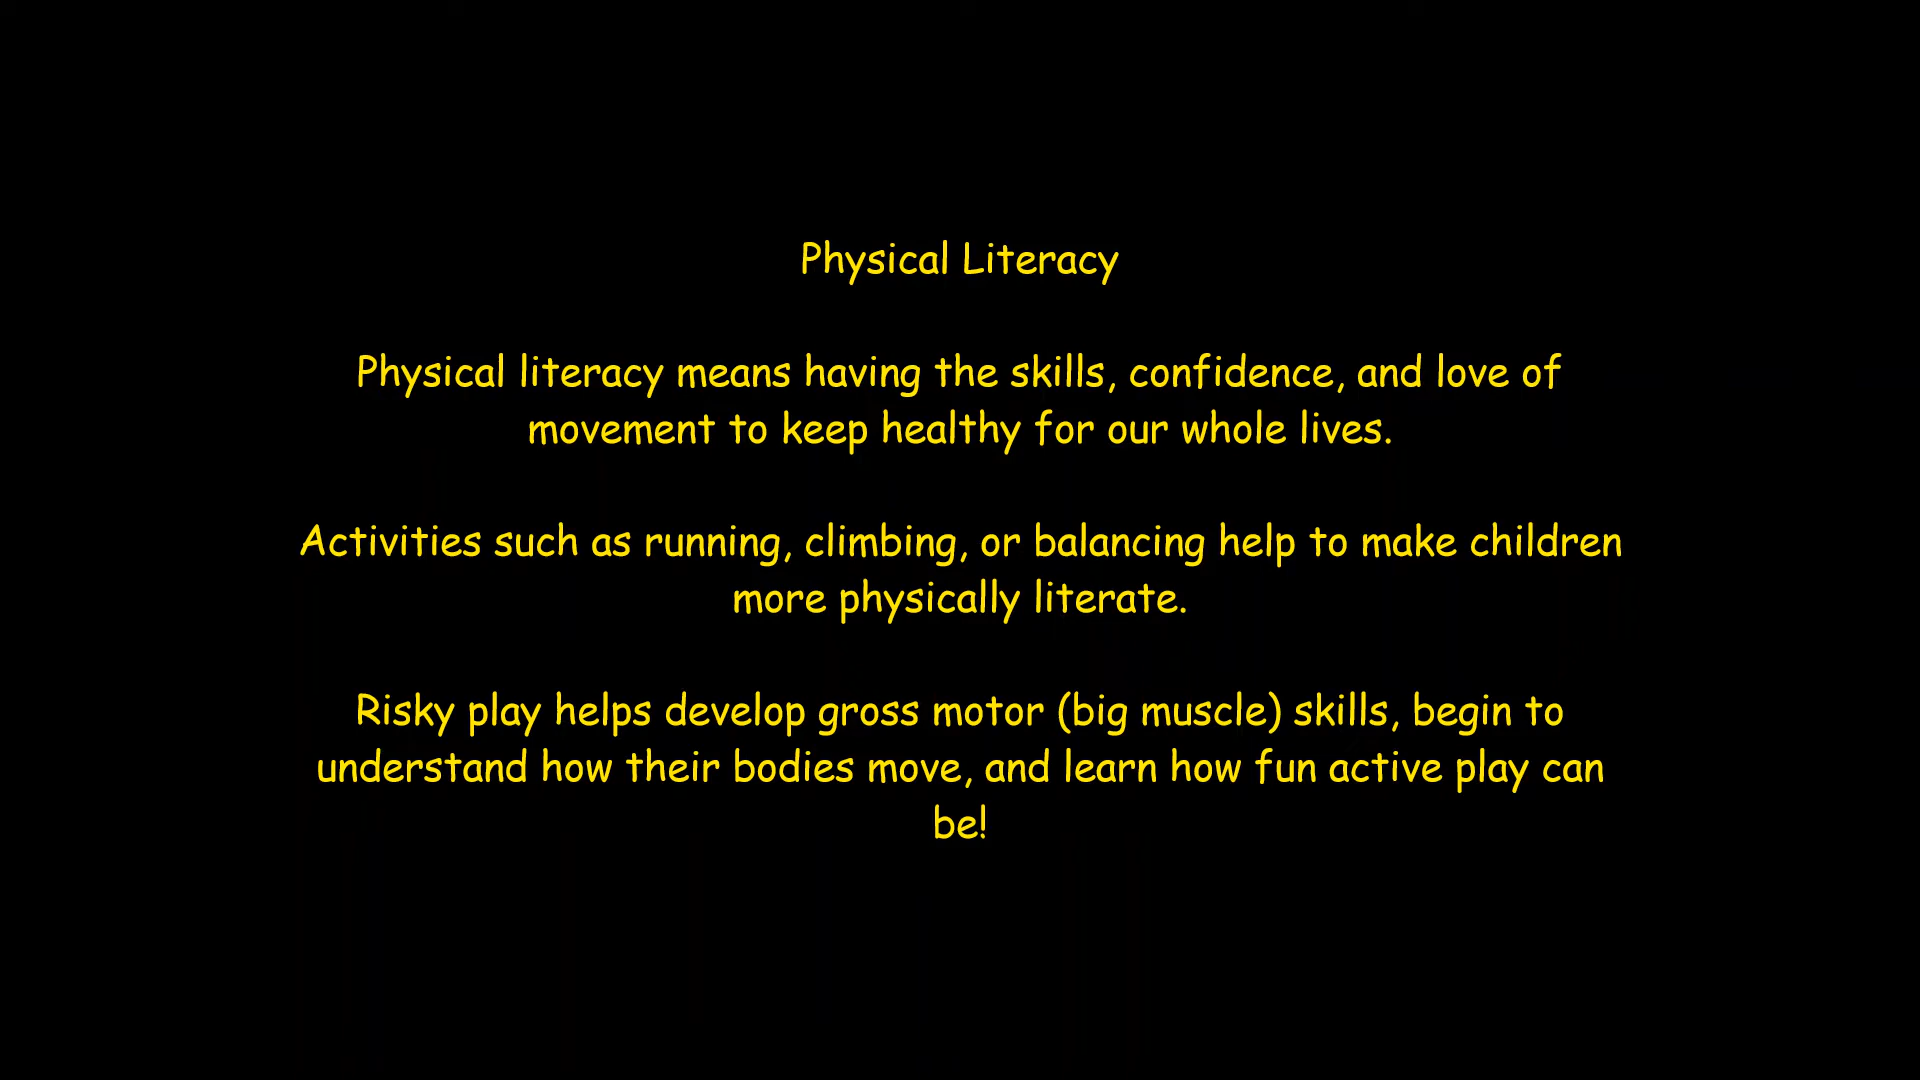 Physical Literacy
Physical literacy means having the skills, confidence, and love of
movement to keep healthy for our whole lives.
Activities such as running, climbing, or balancing help to make children
more physically literate.
Risky play helps develop gross motor (big muscle) skills, begin to
understand how their bodies move, and learn how fun active play can
be!